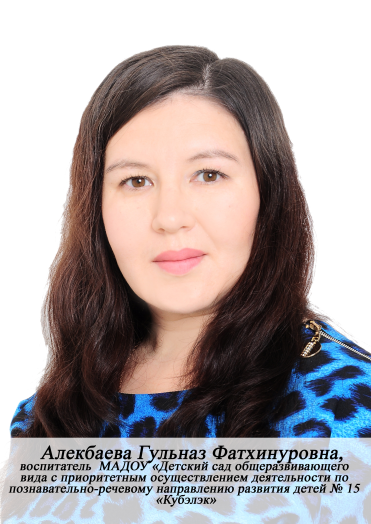 Алекбаева Гульназ Фатхинуровна,
воспитатель МАДОУ «Детский сад общеразвивающего
вида с приоритетным осуществлением деятельности по
познавательно-речевому направлению развития детей № 15
«Кубэлэк»